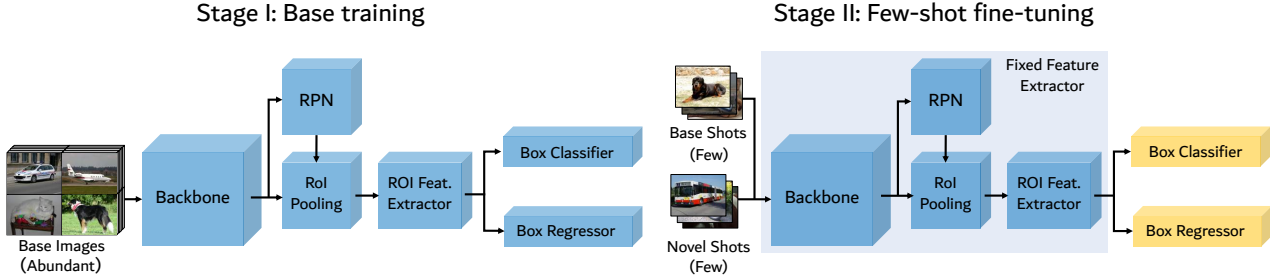 Stage I: Base training
RPN
Backbone
RoI
Pooling
ROI Feat.
Extractor
Box Classifier
Box Regressor
Base Images
(Abundant)
Stage II: Few-shot fine-tuning
Fixed Feature
Extractor
RPN
Base Shots
(Few)
Backbone
RoI
Pooling
ROI Feat.
Extractor
Box Classifier
Box Regressor
Novel Shots
(Few)